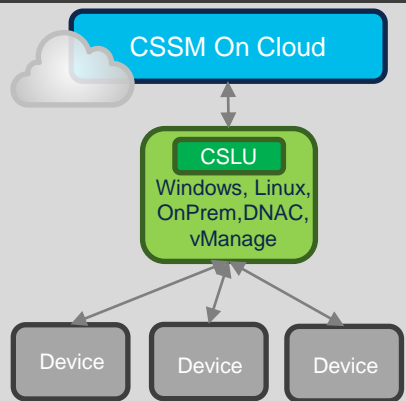 CSSM On Cloud
CSLU
Windows, Linux,
OnPrem,DNAC,
vManage
Device
Device
Device